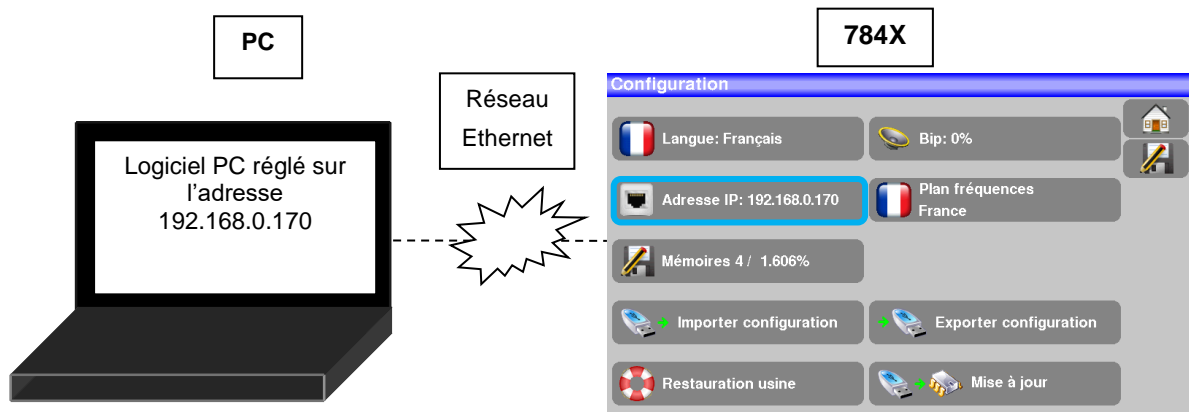 PC
784X
Réseau
Ethernet
Logiciel PC réglé sur
l'adresse
192.168.0.170
Configuration
Langue: Français
Bip: 0%
Adresse IP: 192.168.0.170
Plan fréquences
France
Mémoires 4 / 1.606%
Importer configuration
Exporter configuration
Restauration usine
Mise à jour